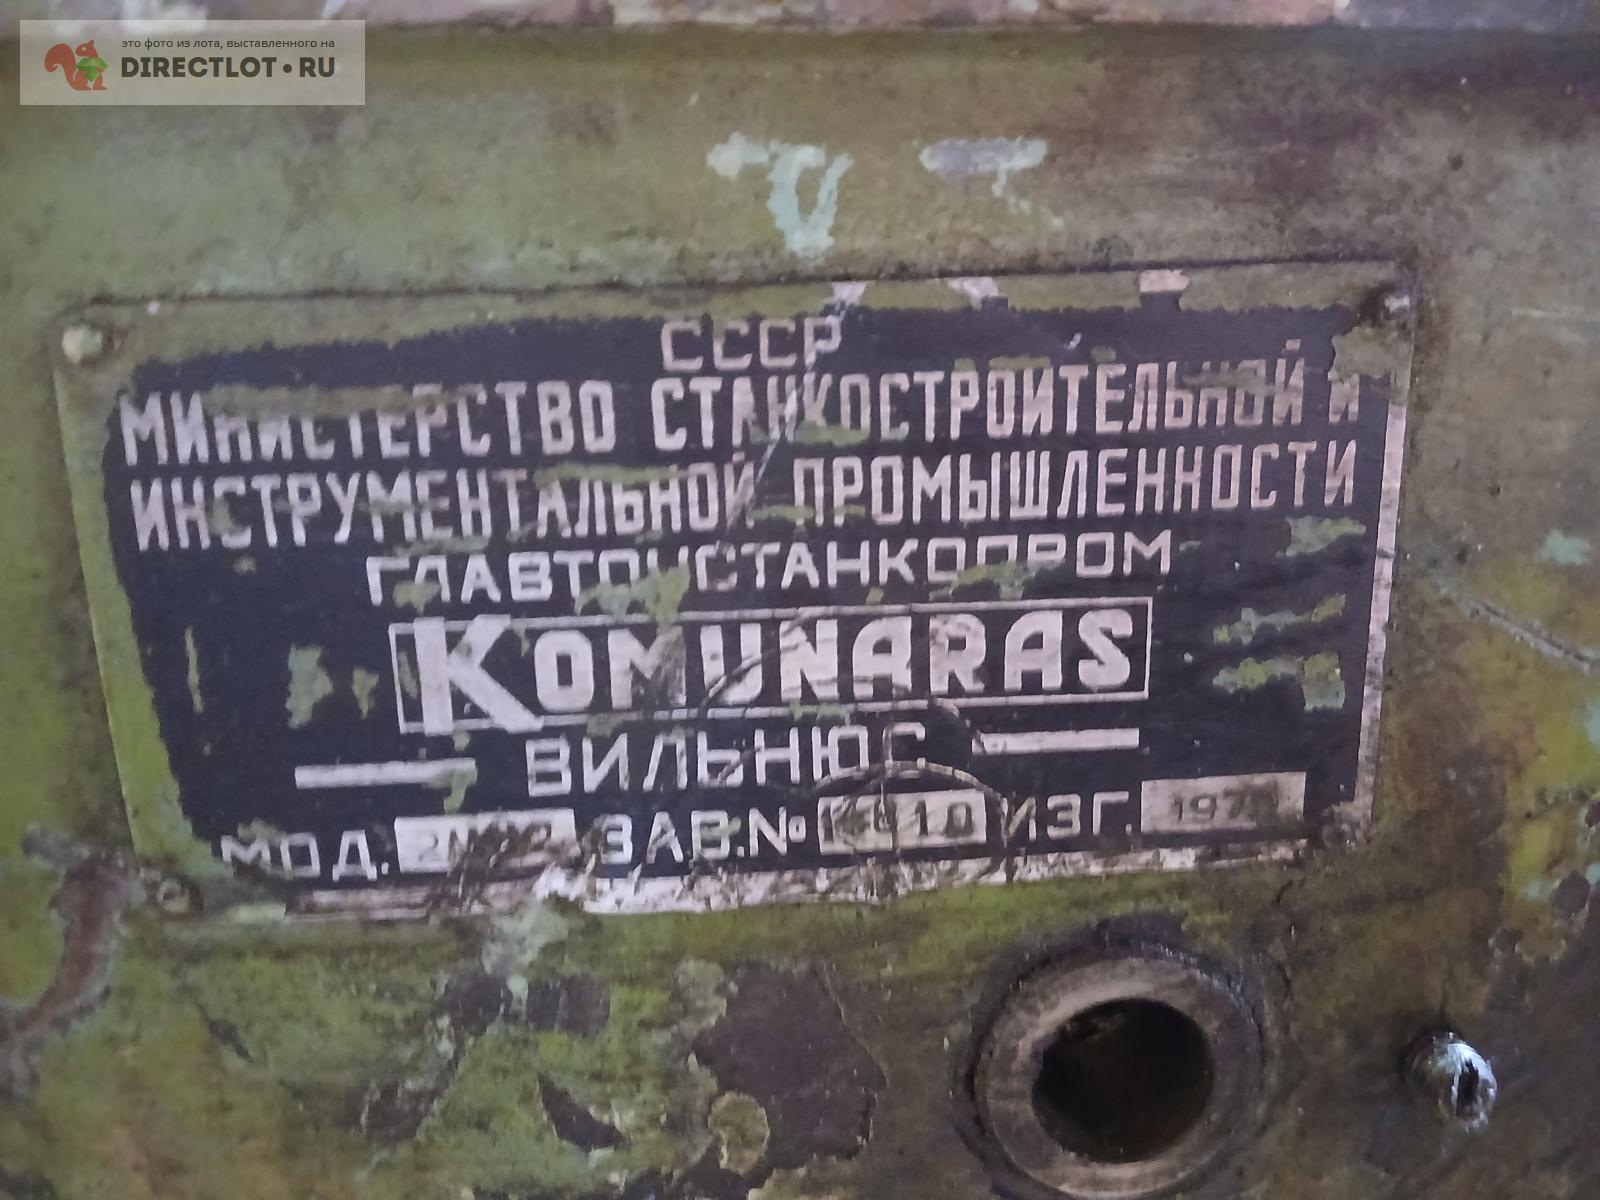 это фото из лота, выставленного на
DIRECTLOT•RU
СССР
МИНИСТЕРСТВО СТАНКОСТРОИТЕЛЬНОЙ И
ИНСТРУМЕНТАЛЬНОЙ ПРОМЫШЛЕННОСТИ
ГЛАВТОЧСТАНКОПРОМ
KOMUNARAS
ВИЛЬНЮС
МОД. ЗАВ.№ ИЗГ.